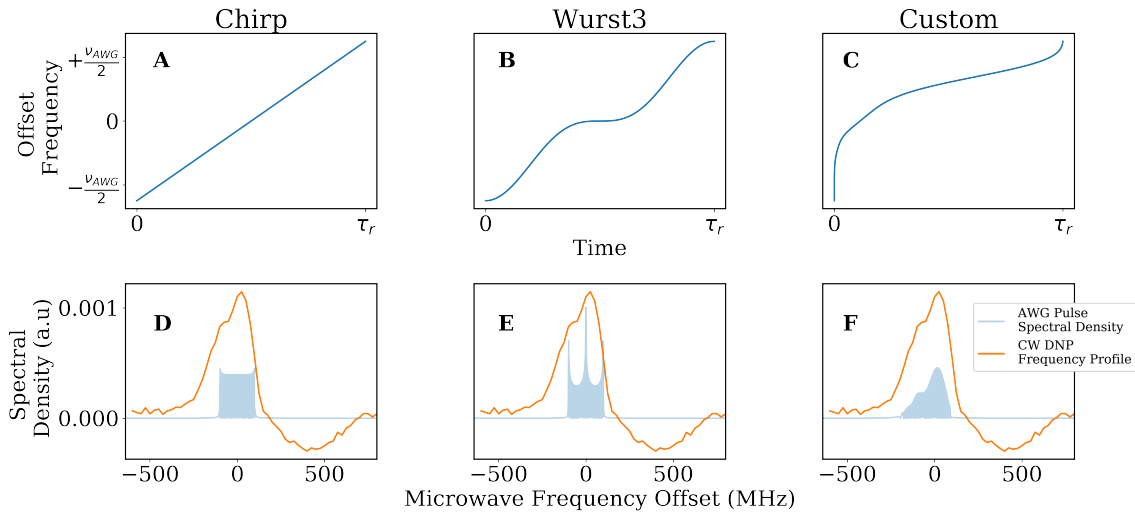 Chirp
Wurst3
Custom
A
B
C
Offset
Frequency
+ν_AWG/2
0
−ν_AWG/2
0
τ_r
0
τ_r
0
τ_r
Time
D
E
F
AWG Pulse
Spectral Density
CW DNP
Frequency Profile
Spectral
Density (a.u)
0.001
0.000
−500
0
500
−500
0
500
−500
0
500
Microwave Frequency Offset (MHz)